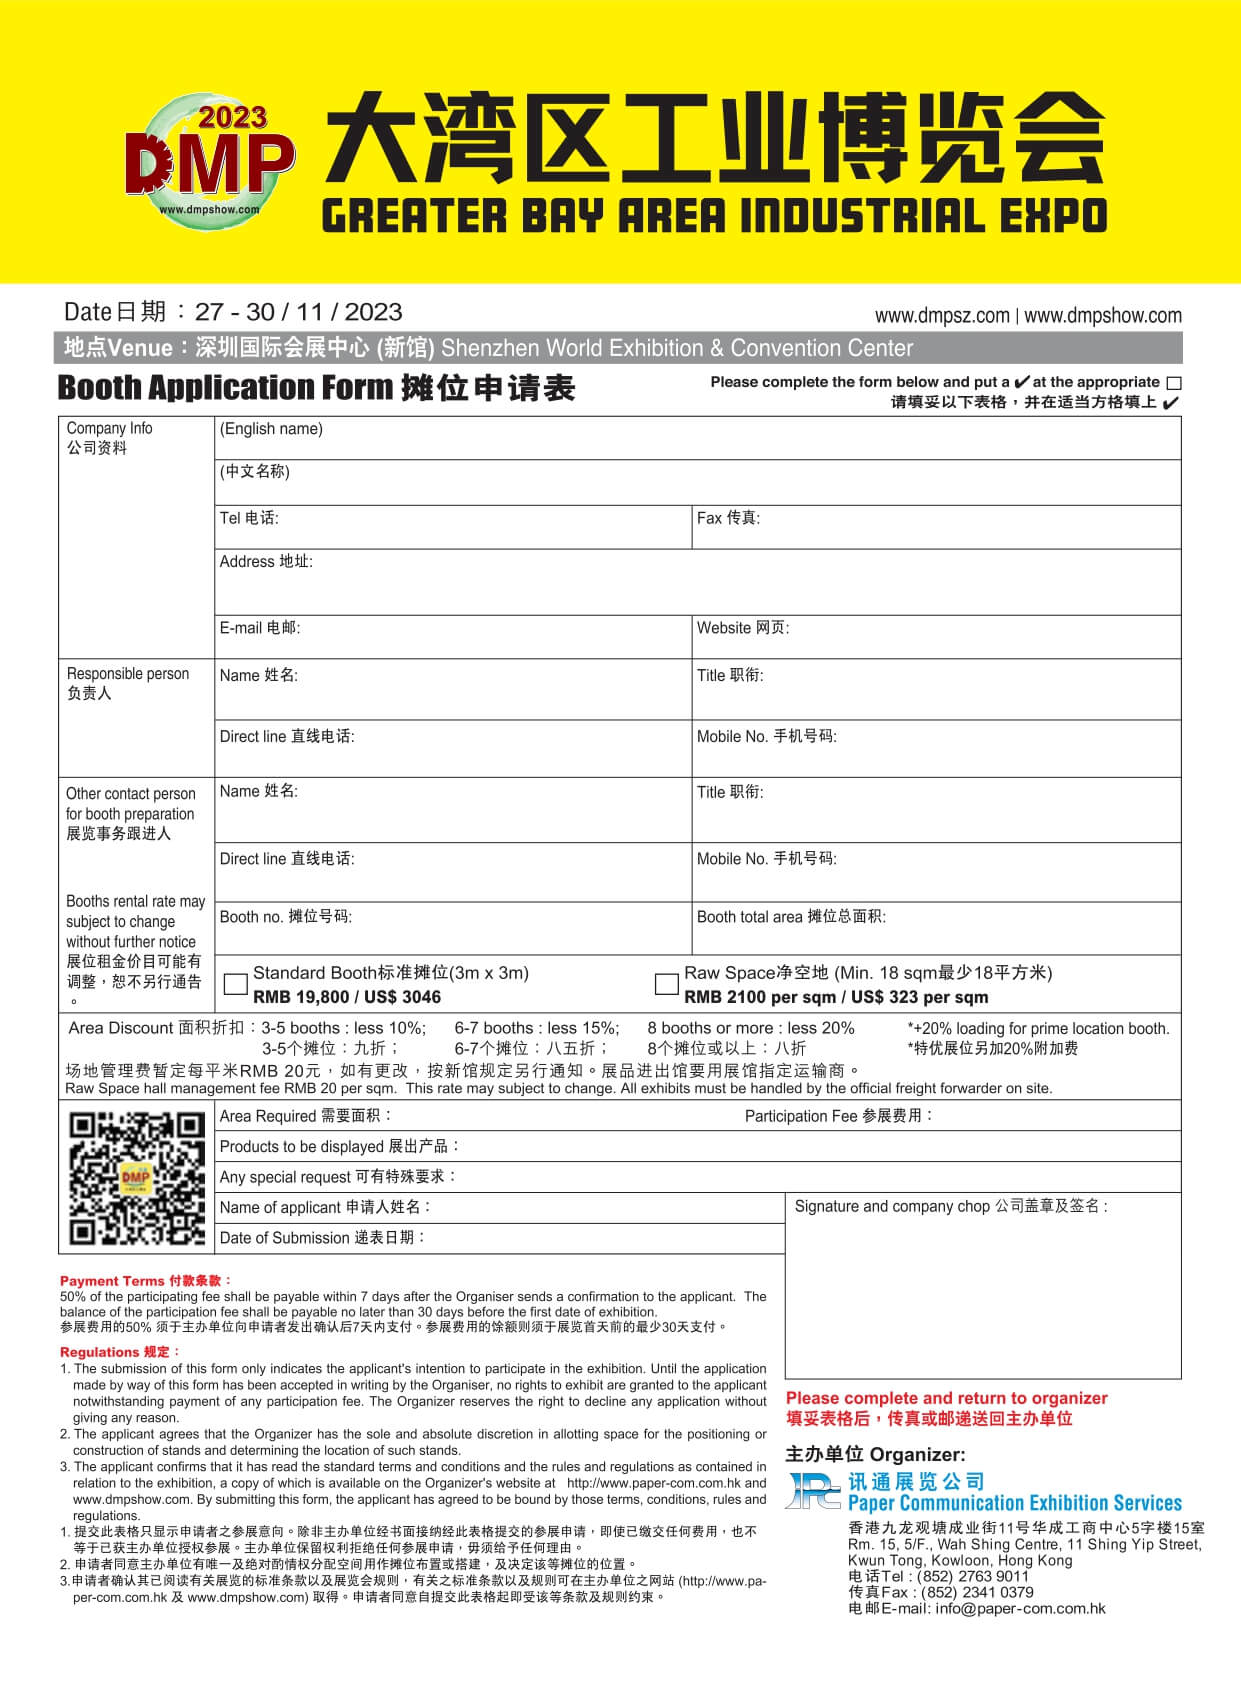 2023
DMP
www.dmpshow.com
大湾区工业博览会
GREATER BAY AREA INDUSTRIAL EXPO
Date日期：27 - 30 / 11 / 2023
www.dmpsz.com | www.dmpshow.com
地点Venue：深圳国际会展中心 (新馆) Shenzhen World Exhibition & Convention Center
Booth Application Form 摊位申请表
Please complete the form below and put a ✔ at the appropriate □
请填妥以下表格，并在适当方格填上 ✔
Company Info
公司资料
(English name)
(中文名称)
Tel 电话:
Fax 传真:
Address 地址:
E-mail 电邮:
Website 网页:
Responsible person
负责人
Name 姓名:
Title 职衔:
Direct line 直线电话:
Mobile No. 手机号码:
Other contact person
for booth preparation
展览事务跟进人
Name 姓名:
Title 职衔:
Direct line 直线电话:
Mobile No. 手机号码:
Booths rental rate may
subject to change
without further notice
展位租金价目可能有
调整，恕不另行通告
。
Booth no. 摊位号码:
Booth total area 摊位总面积:
□ Standard Booth标准摊位(3m x 3m)
RMB 19,800 / US$ 3046
□ Raw Space净空地 (Min. 18 sqm最少18平方米)
RMB 2100 per sqm / US$ 323 per sqm
Area Discount 面积折扣：3-5 booths : less 10%; 6-7 booths : less 15%; 8 booths or more : less 20% *+20% loading for prime location booth.
3-5个摊位：九折； 6-7个摊位：八五折； 8个摊位或以上：八折 *特优展位另加20%附加费
场地管理费暂定每平米RMB 20元，如有更改，按新馆规定另行通知。展品进出馆要用展馆指定运输商。
Raw Space hall management fee RMB 20 per sqm. This rate may subject to change. All exhibits must be handled by the official freight forwarder on site.
DMP
Area Required 需要面积：
Participation Fee 参展费用：
Products to be displayed 展出产品：
Any special request 可有特殊要求：
Name of applicant 申请人姓名：
Signature and company chop 公司盖章及签名 :
Date of Submission 递表日期：
Payment Terms 付款条款：
50% of the participating fee shall be payable within 7 days after the Organiser sends a confirmation to the applicant. The
balance of the participation fee shall be payable no later than 30 days before the first date of exhibition.
参展费用的50% 须于主办单位向申请者发出确认后7天内支付。参展费用的馀额则须于展览首天前的最少30天支付。
Regulations 规定：
1. The submission of this form only indicates the applicant's intention to participate in the exhibition. Until the application
made by way of this form has been accepted in writing by the Organiser, no rights to exhibit are granted to the applicant
notwithstanding payment of any participation fee. The Organizer reserves the right to decline any application without
giving any reason.
2. The applicant agrees that the Organizer has the sole and absolute discretion in allotting space for the positioning or
construction of stands and determining the location of such stands.
3. The applicant confirms that it has read the standard terms and conditions and the rules and regulations as contained in
relation to the exhibition, a copy of which is available on the Organizer's website at http://www.paper-com.com.hk and
www.dmpshow.com. By submitting this form, the applicant has agreed to be bound by those terms, conditions, rules and
regulations.
1. 提交此表格只显示申请者之参展意向。除非主办单位经书面接纳经此表格提交的参展申请，即使已缴交任何费用，也不
等于已获主办单位授权参展。主办单位保留权利拒绝任何参展申请，毋须给予任何理由。
2. 申请者同意主办单位有唯一及绝对酌情权分配空间用作摊位布置或搭建，及决定该等摊位的位置。
3.申请者确认其已阅读有关展览的标准条款以及展览会规则，有关之标准条款以及规则可在主办单位之网站 (http://www.pa-
per-com.com.hk 及 www.dmpshow.com) 取得。申请者同意自提交此表格起即受该等条款及规则约束。
Please complete and return to organizer
填妥表格后，传真或邮递送回主办单位
主办单位 Organizer:
讯通展览公司
Paper Communication Exhibition Services
香港九龙观塘成业街11号华成工商中心5字楼15室
Rm. 15, 5/F., Wah Shing Centre, 11 Shing Yip Street,
Kwun Tong, Kowloon, Hong Kong
电话Tel : (852) 2763 9011
传真Fax : (852) 2341 0379
电邮E-mail: info@paper-com.com.hk